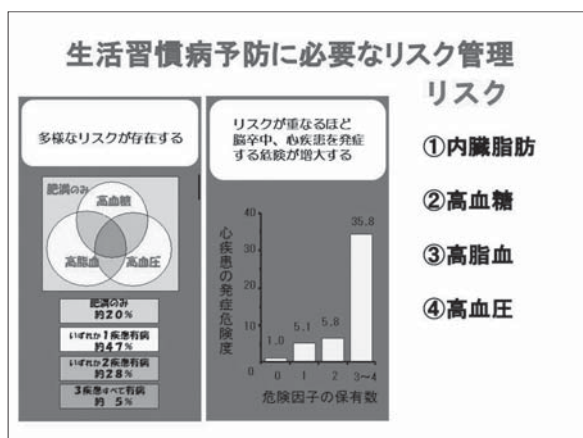 生活習慣病予防に必要なリスク管理
リスク
多様なリスクが存在する
肥満のみ
高血糖
高脂血
高血圧
肥満のみ
約20%
いずれか1疾患有病
約47%
いずれか2疾患有病
約28%
3疾患すべて有病
約 5%
リスクが重なるほど
脳卒中、心疾患を発症
する危険が増大する
心疾患の発症危険度
40
30
20
10
0
1.0
5.1
5.8
35.8
0
1
2
3〜4
危険因子の保有数
①内臓脂肪
②高血糖
③高脂血
④高血圧